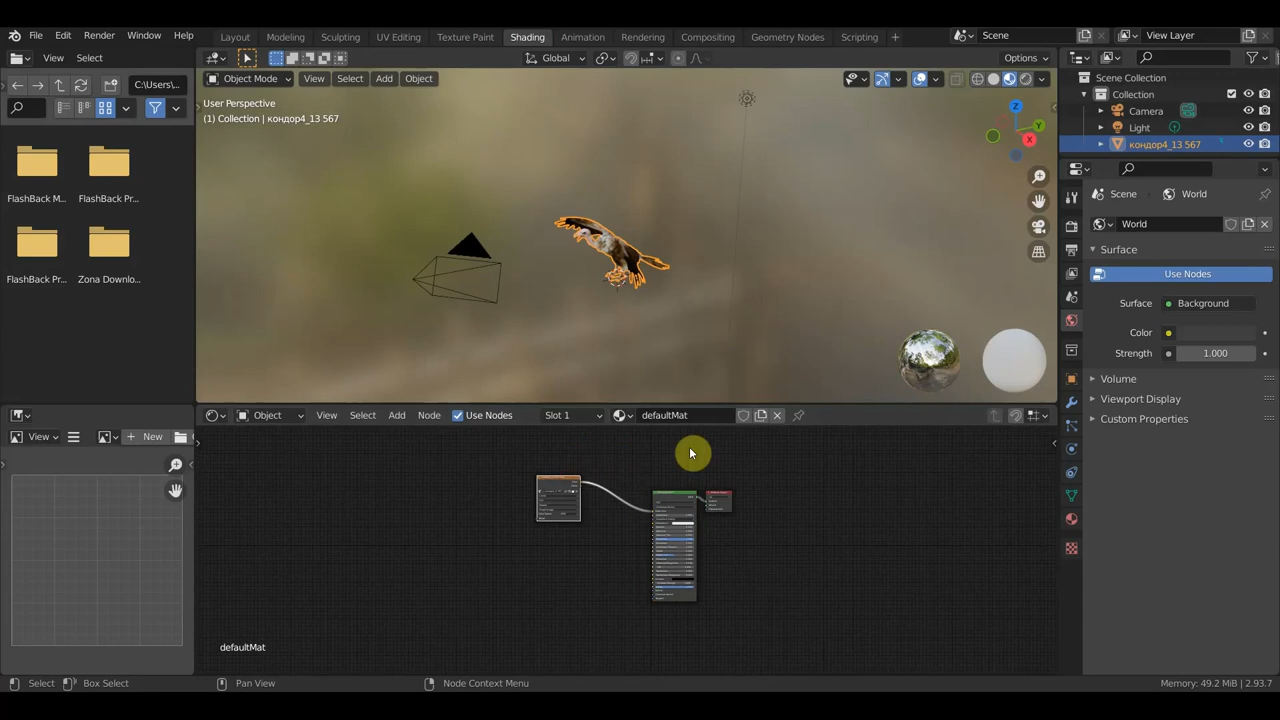 File Edit Render Window Help
Layout Modeling Sculpting UV Editing Texture Paint Shading Animation Rendering Compositing Geometry Nodes Scripting +
Scene
View Layer
View Select
Global
Options
C:\Users\...
Object Mode View Select Add Object
User Perspective
(1) Collection | кондор4_13 567
FlashBack M...
FlashBack Pr...
FlashBack Pr...
Zona Downlo...
Z
Y
X
Scene Collection
Collection
Camera
Light
кондор4_13 567
Scene
World
World
Surface
Use Nodes
Surface
Background
Color
Strength
1.000
Volume
Viewport Display
Custom Properties
Object View Select Add Node Use Nodes Slot 1 defaultMat
View
New
defaultMat
Select
Box Select
Pan View
Node Context Menu
Memory: 49.2 MiB | 2.93.7